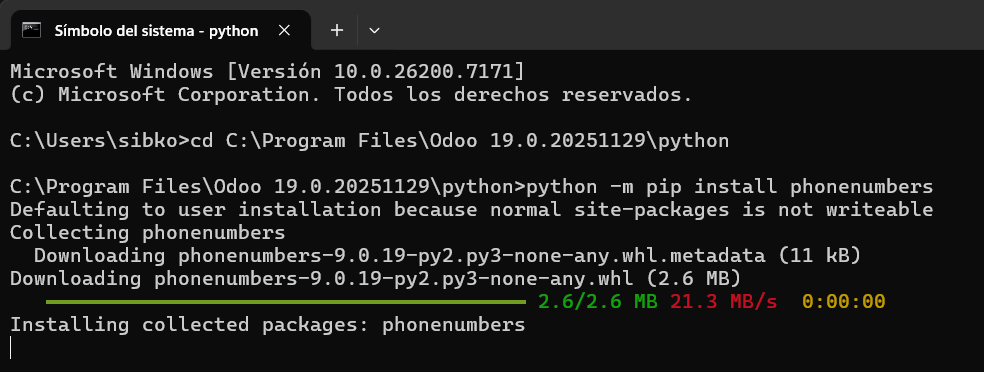 Símbolo del sistema - python
Microsoft Windows [Versión 10.0.26200.7171]
(c) Microsoft Corporation. Todos los derechos reservados.
C:\Users\sibko>cd C:\Program Files\Odoo 19.0.20251129\python
C:\Program Files\Odoo 19.0.20251129\python>python -m pip install phonenumbers
Defaulting to user installation because normal site-packages is not writeable
Collecting phonenumbers
  Downloading phonenumbers-9.0.19-py2.py3-none-any.whl.metadata (11 kB)
Downloading phonenumbers-9.0.19-py2.py3-none-any.whl (2.6 MB)
2.6/2.6 MB 21.3 MB/s  0:00:00
Installing collected packages: phonenumbers